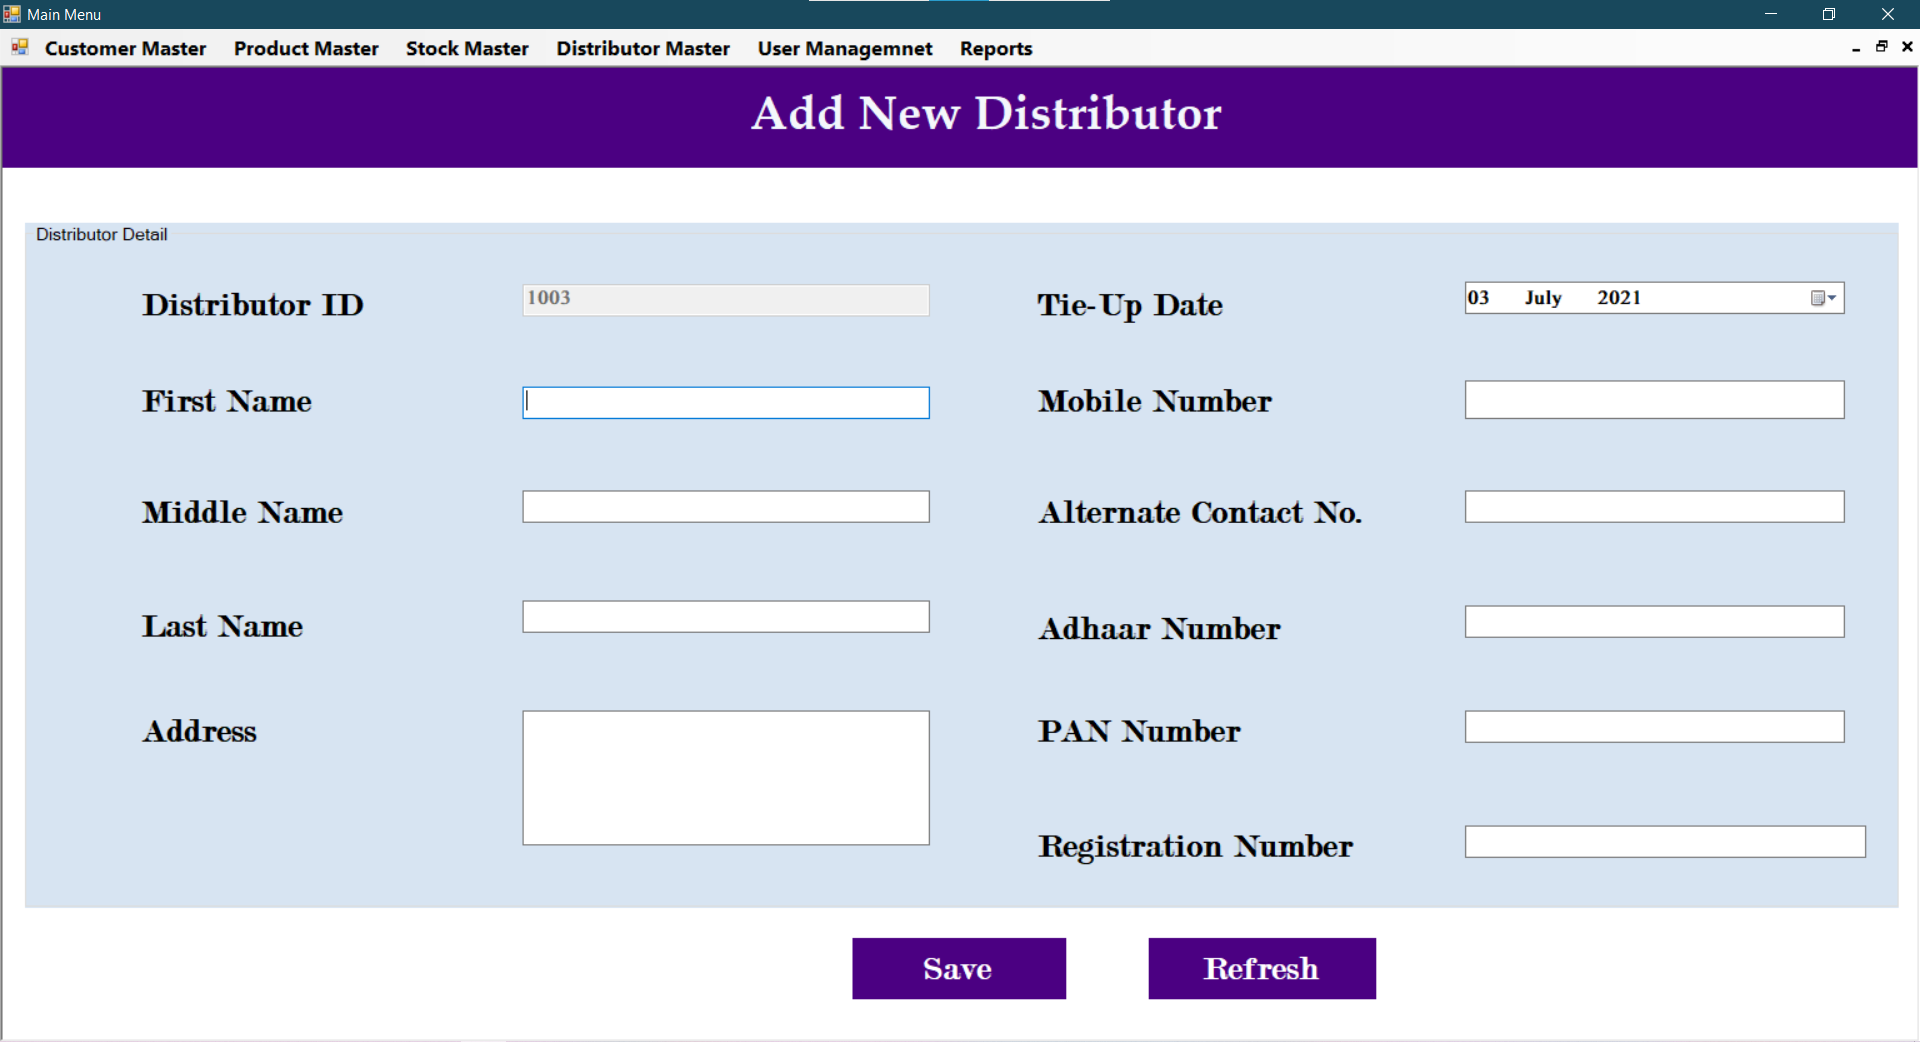 Main Menu
Customer Master Product Master Stock Master Distributor Master User Managemnet Reports
Add New Distributor
Distributor Detail
Distributor ID 1003 Tie-Up Date 03 July 2021
First Name Mobile Number
Middle Name Alternate Contact No.
Last Name Adhaar Number
Address PAN Number
Registration Number
Save Refresh